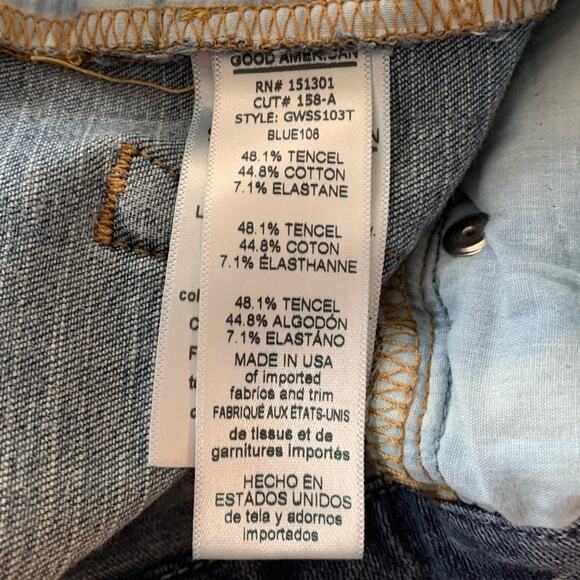 GOOD AMERICAN
RN# 151301
CUT# 158-A
STYLE: GWSS103T
BLUE108
48.1% TENCEL
44.8% COTTON
7.1% ELASTANE
48.1% TENCEL
44.8% COTON
7.1% ÉLASTHANNE
48.1% TENCEL
44.8% ALGODÓN
7.1% ELASTÁNO
MADE IN USA
of imported
fabrics and trim
FABRIQUÉ AUX ÉTATS-UNIS
de tissus et de
garnitures importés
HECHO EN
ESTADOS UNIDOS
de tela y adornos
importados